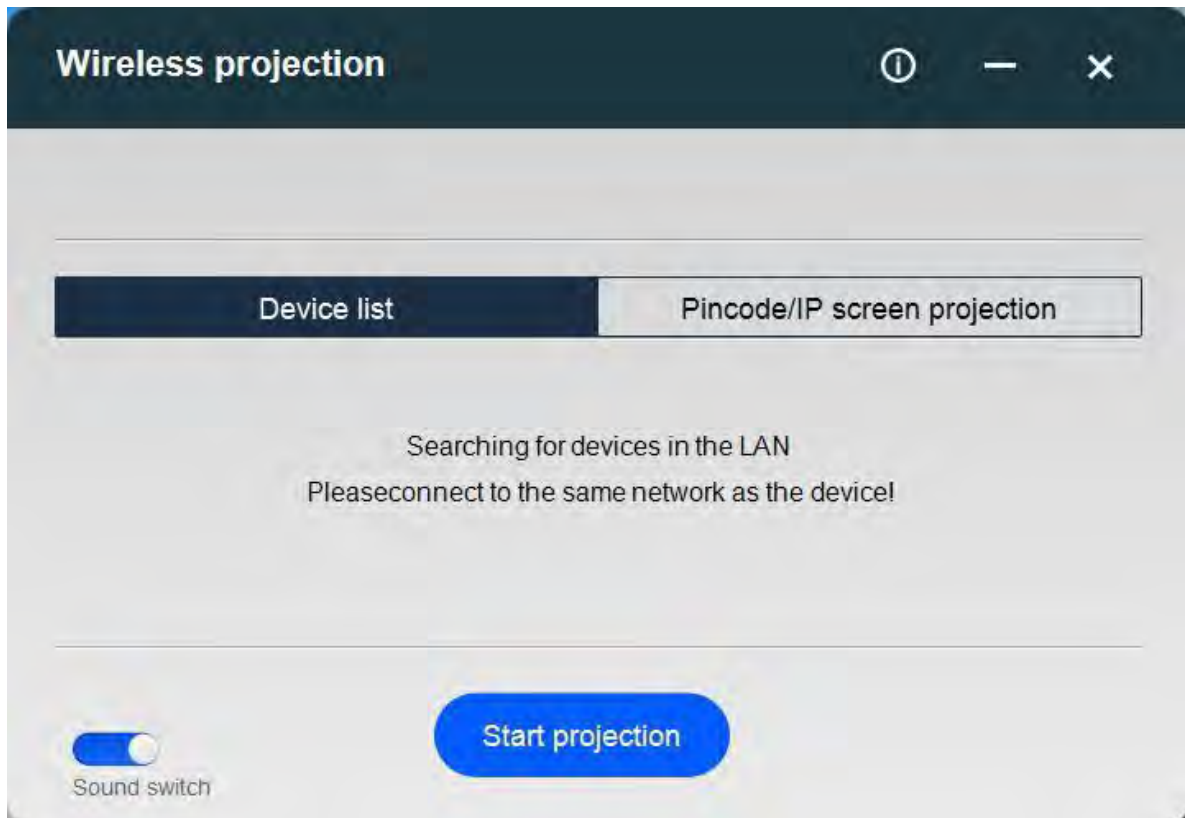 Wireless projection
Device list
Pincode/IP screen projection
Searching for devices in the LAN
Pleaseconnect to the same network as the device!
Start projection
Sound switch